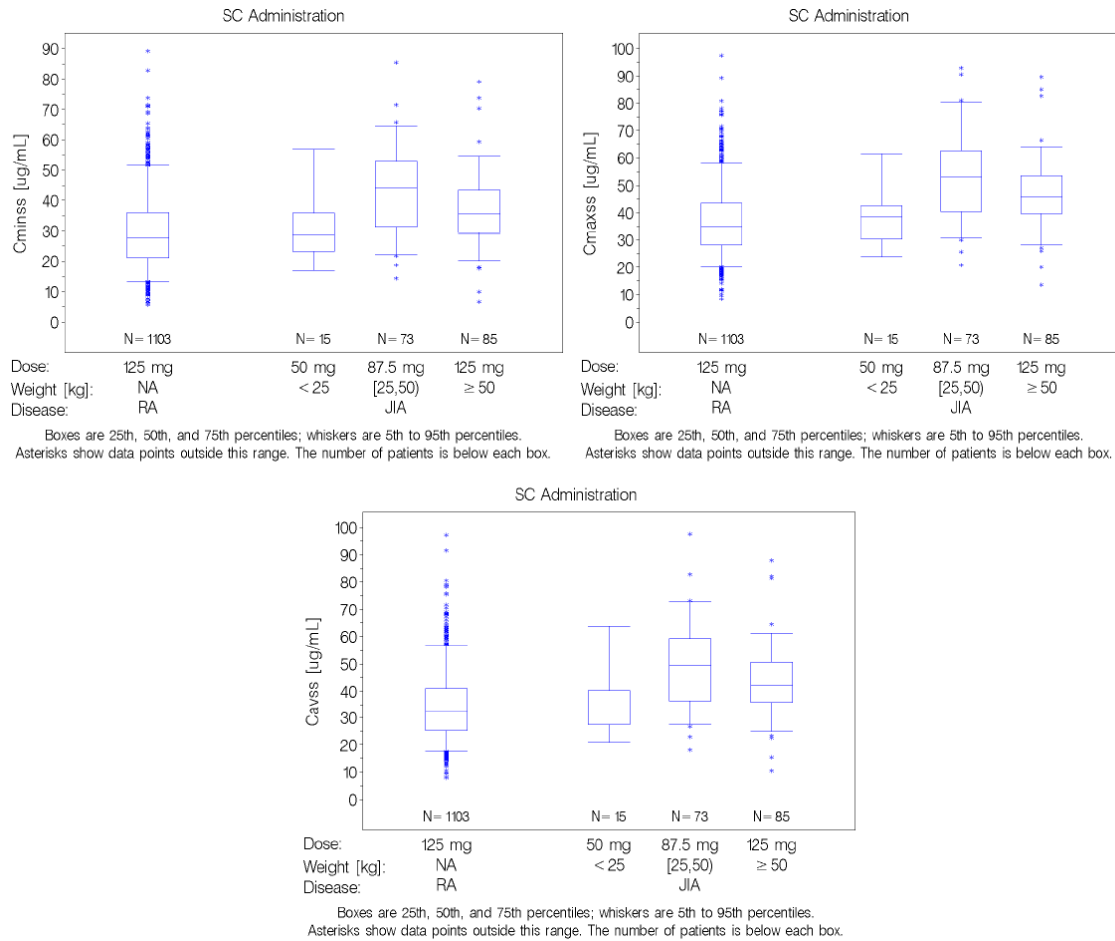 SC Administration
Cminss [ug/mL]
90
80
70
60
50
40
30
20
10
0
N= 1103 N= 15 N= 73 N= 85
Dose: 125 mg 50 mg 87.5 mg 125 mg
Weight [kg]: NA < 25 [25,50) ≥ 50
Disease: RA JIA
Boxes are 25th, 50th, and 75th percentiles; whiskers are 5th to 95th percentiles.
Asterisks show data points outside this range. The number of patients is below each box.
SC Administration
Cmaxss [ug/mL]
100
90
80
70
60
50
40
30
20
10
0
N= 1103 N= 15 N= 73 N= 85
Dose: 125 mg 50 mg 87.5 mg 125 mg
Weight [kg]: NA < 25 [25,50) ≥ 50
Disease: RA JIA
Boxes are 25th, 50th, and 75th percentiles; whiskers are 5th to 95th percentiles.
Asterisks show data points outside this range. The number of patients is below each box.
SC Administration
Cavss [ug/mL]
100
90
80
70
60
50
40
30
20
10
0
N= 1103 N= 15 N= 73 N= 85
Dose: 125 mg 50 mg 87.5 mg 125 mg
Weight [kg]: NA < 25 [25,50) ≥ 50
Disease: RA JIA
Boxes are 25th, 50th, and 75th percentiles; whiskers are 5th to 95th percentiles.
Asterisks show data points outside this range. The number of patients is below each box.